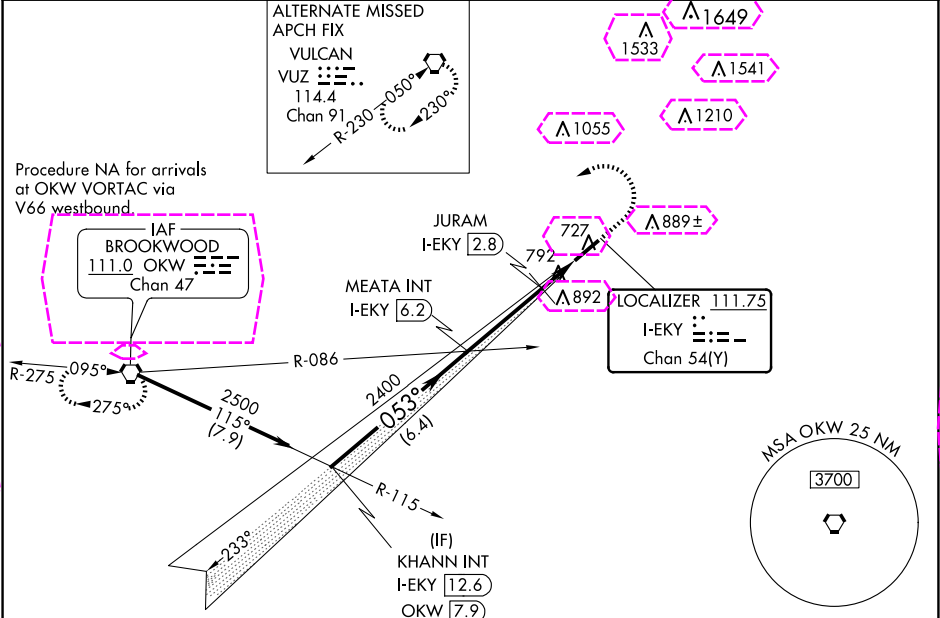 ALTERNATE MISSED
APCH FIX
VULCAN
VUZ
114.4
Chan 91
R-230
050°
230°
1649
1533
1541
1210
1055
889±
Procedure NA for arrivals
at OKW VORTAC via
V66 westbound.
IAF
BROOKWOOD
111.0 OKW
Chan 47
JURAM
I-EKY 2.8
727
792
892
MEATA INT
I-EKY 6.2
LOCALIZER 111.75
I-EKY
Chan 54(Y)
R-086
R-275
095°
275°
2500
115°
(7.9)
2400
053°
(6.4)
R-115
233°
(IF)
KHANN INT
I-EKY 12.6
OKW 7.9
MSA OKW 25 NM
3700